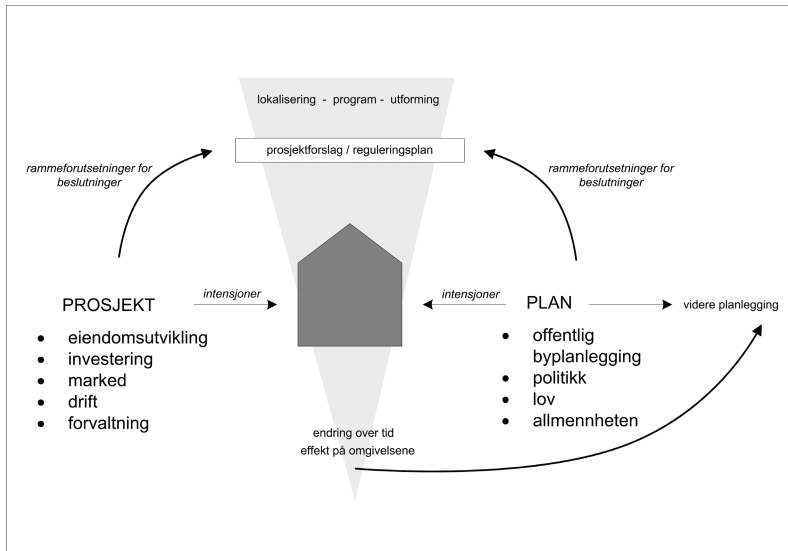 lokalisering - program - utforming
prosjektforslag / reguleringsplan
rammeforutsetninger for
beslutninger
rammeforutsetninger for
beslutninger
PROSJEKT
intensjoner
intensjoner
PLAN
videre planlegging
• eiendomsutvikling
• investering
• marked
• drift
• forvaltning
• offentlig
byplanlegging
• politikk
• lov
• allmennheten
endring over tid
effekt på omgivelsene